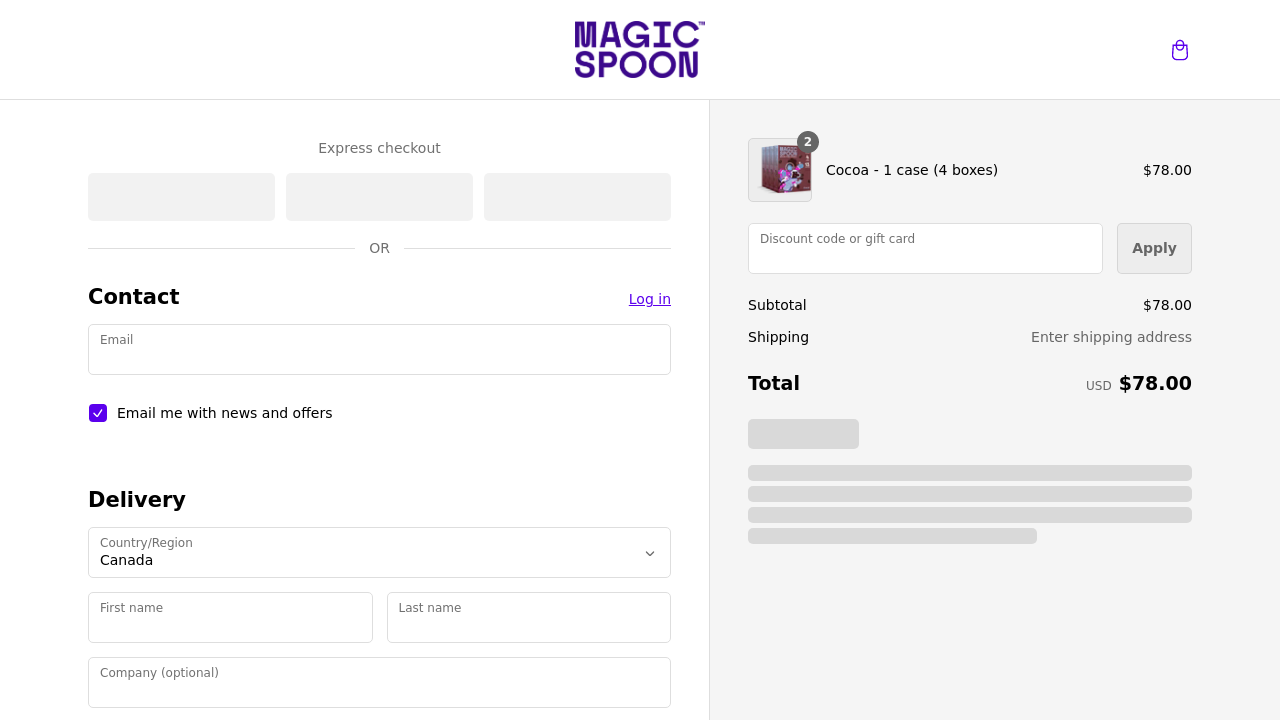 MAGIC™
SPOON
Express checkout
OR
Contact
Log in
Email
Email me with news and offers
Delivery
Country/Region
Canada
First name
Last name
Company (optional)
2
Cocoa - 1 case (4 boxes)
$78.00
Discount code or gift card
Apply
Subtotal
$78.00
Shipping
Enter shipping address
Total
USD $78.00